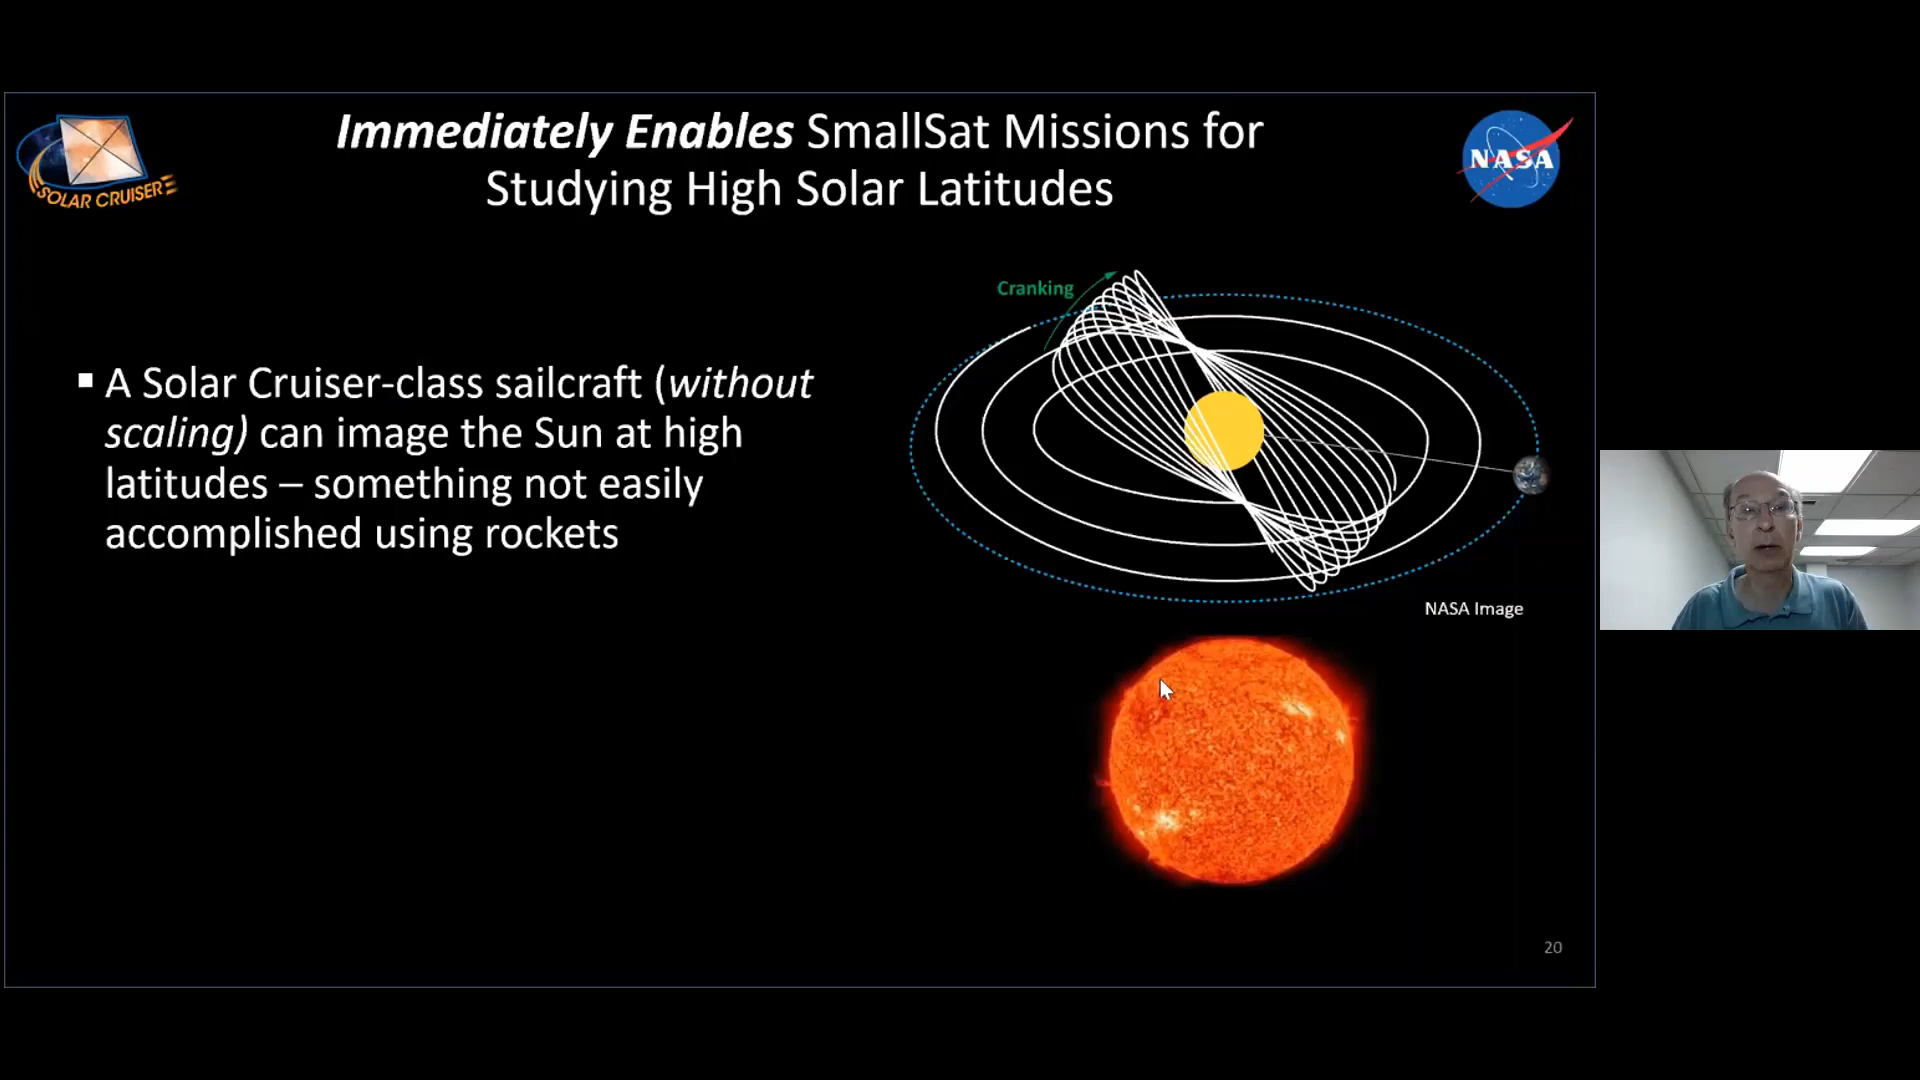 Immediately Enables SmallSat Missions for
Studying High Solar Latitudes
SOLAR CRUISER
NASA
Cranking
▪ A Solar Cruiser-class sailcraft (without
scaling) can image the Sun at high
latitudes – something not easily
accomplished using rockets
NASA Image
20